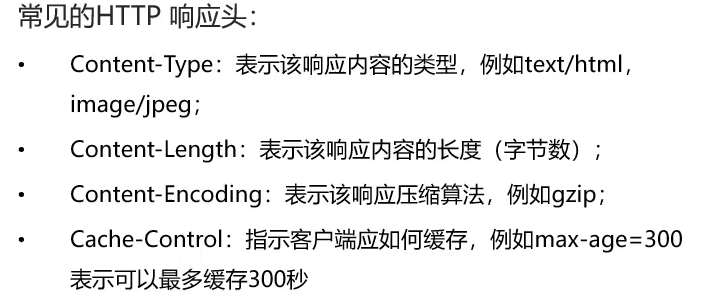 常见的HTTP 响应头：
• Content-Type：表示该响应内容的类型，例如text/html，
image/jpeg；
• Content-Length：表示该响应内容的长度（字节数）；
• Content-Encoding：表示该响应压缩算法，例如gzip；
• Cache-Control：指示客户端应如何缓存，例如max-age=300
表示可以最多缓存300秒